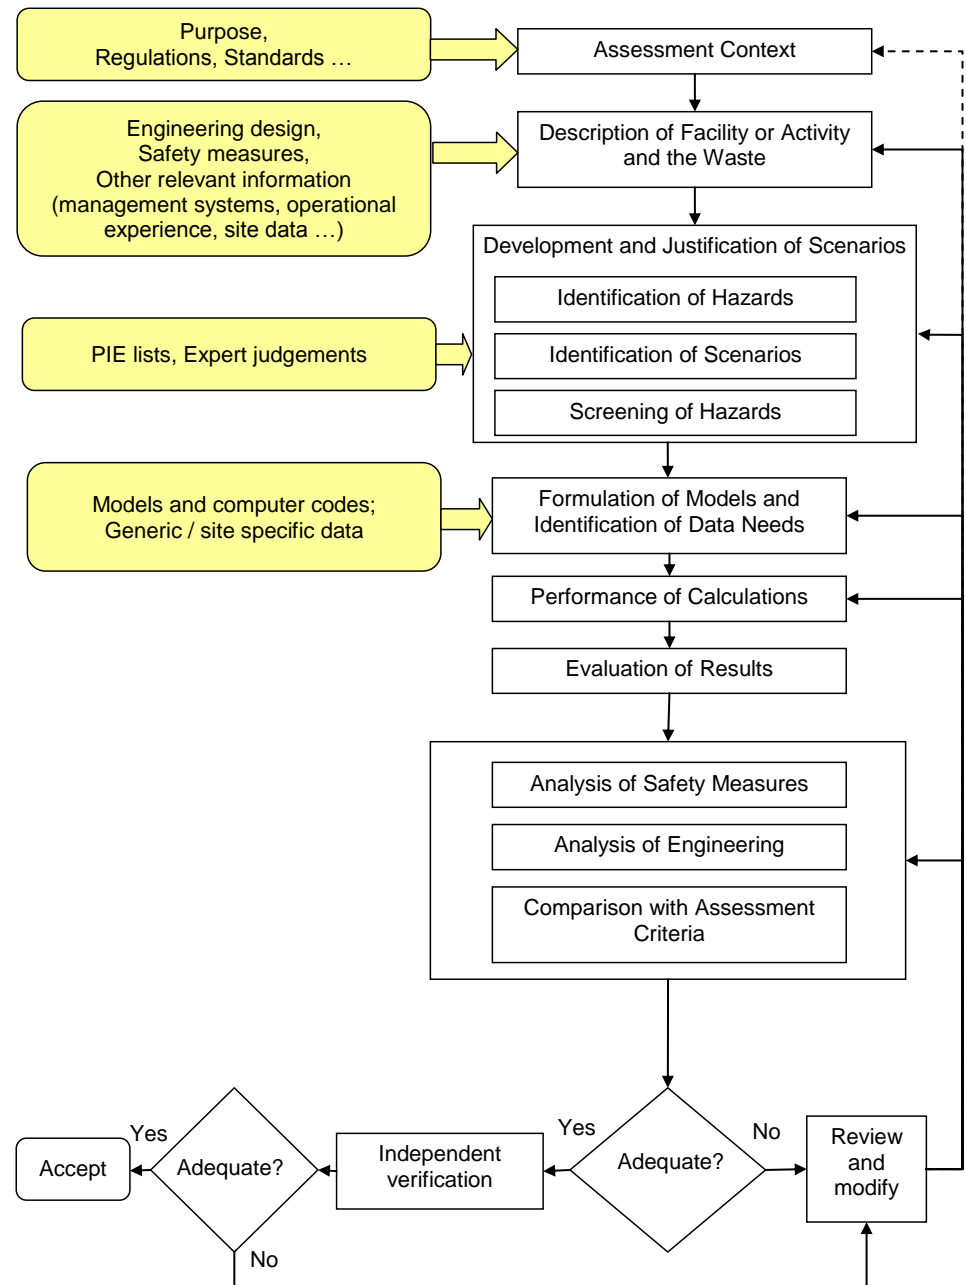 Purpose,
Regulations, Standards …
Assessment Context
Engineering design,
Safety measures,
Other relevant information
(management systems, operational
experience, site data …)
Description of Facility or Activity
and the Waste
Development and Justification of Scenarios
Identification of Hazards
PIE lists, Expert judgements
Identification of Scenarios
Screening of Hazards
Models and computer codes;
Generic / site specific data
Formulation of Models and
Identification of Data Needs
Performance of Calculations
Evaluation of Results
Analysis of Safety Measures
Analysis of Engineering
Comparison with Assessment
Criteria
Accept
Yes
Adequate?
No
Independent
verification
Yes
Adequate?
No
Review
and
modify